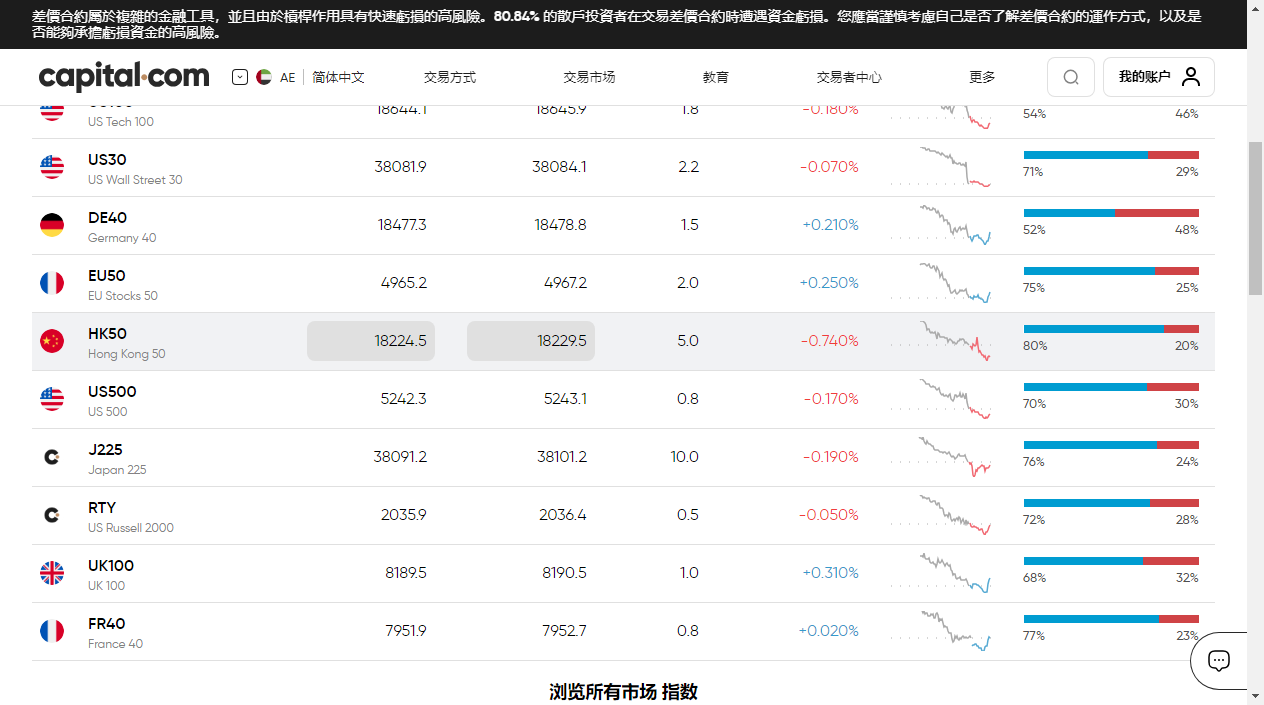 差價合約屬於複雜的金融工具，並且由於槓桿作用具有快速虧損的高風險。80.84% 的散戶投資者在交易差價合約時遭遇資金虧損。您應當謹慎考慮自己是否了解差價合約的運作方式，以及是
否能夠承擔虧損資金的高風險。
capital.com AE 简体中文 交易方式 交易市场 教育 交易者中心 更多 我的账户
18644.1 18645.9 1.8 -0.180%
US Tech 100 54% 46%
US30 38081.9 38084.1 2.2 -0.070%
US Wall Street 30 71% 29%
DE40 18477.3 18478.8 1.5 +0.210%
Germany 40 52% 48%
EU50 4965.2 4967.2 2.0 +0.250%
EU Stocks 50 75% 25%
HK50 18224.5 18229.5 5.0 -0.740%
Hong Kong 50 80% 20%
US500 5242.3 5243.1 0.8 -0.170%
US 500 70% 30%
J225 38091.2 38101.2 10.0 -0.190%
Japan 225 76% 24%
RTY 2035.9 2036.4 0.5 -0.050%
US Russell 2000 72% 28%
UK100 8189.5 8190.5 1.0 +0.310%
UK 100 68% 32%
FR40 7951.9 7952.7 0.8 +0.020%
France 40 77% 23%
浏览所有市场 指数